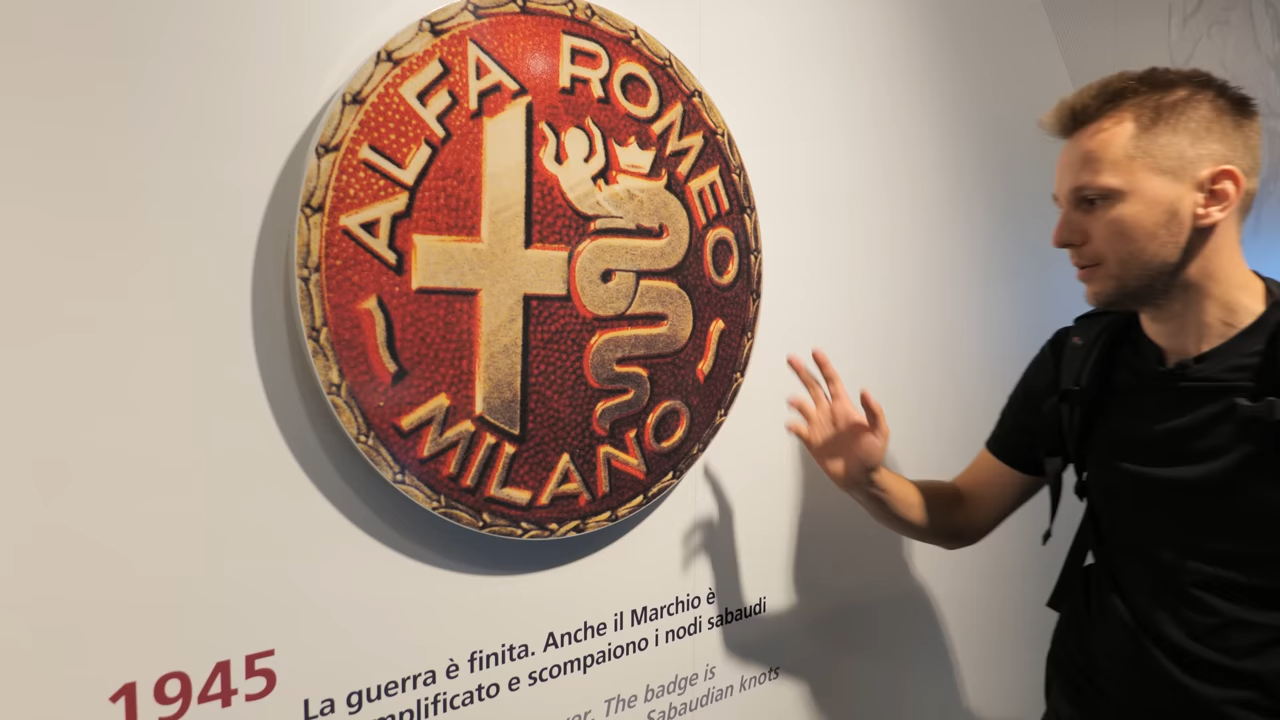 ALFA ROMEO
MILANO
1945
La guerra è finita. Anche il Marchio è
mplificato e scompaiono i nodi sabaudi
The badge is
Sabaudian knots